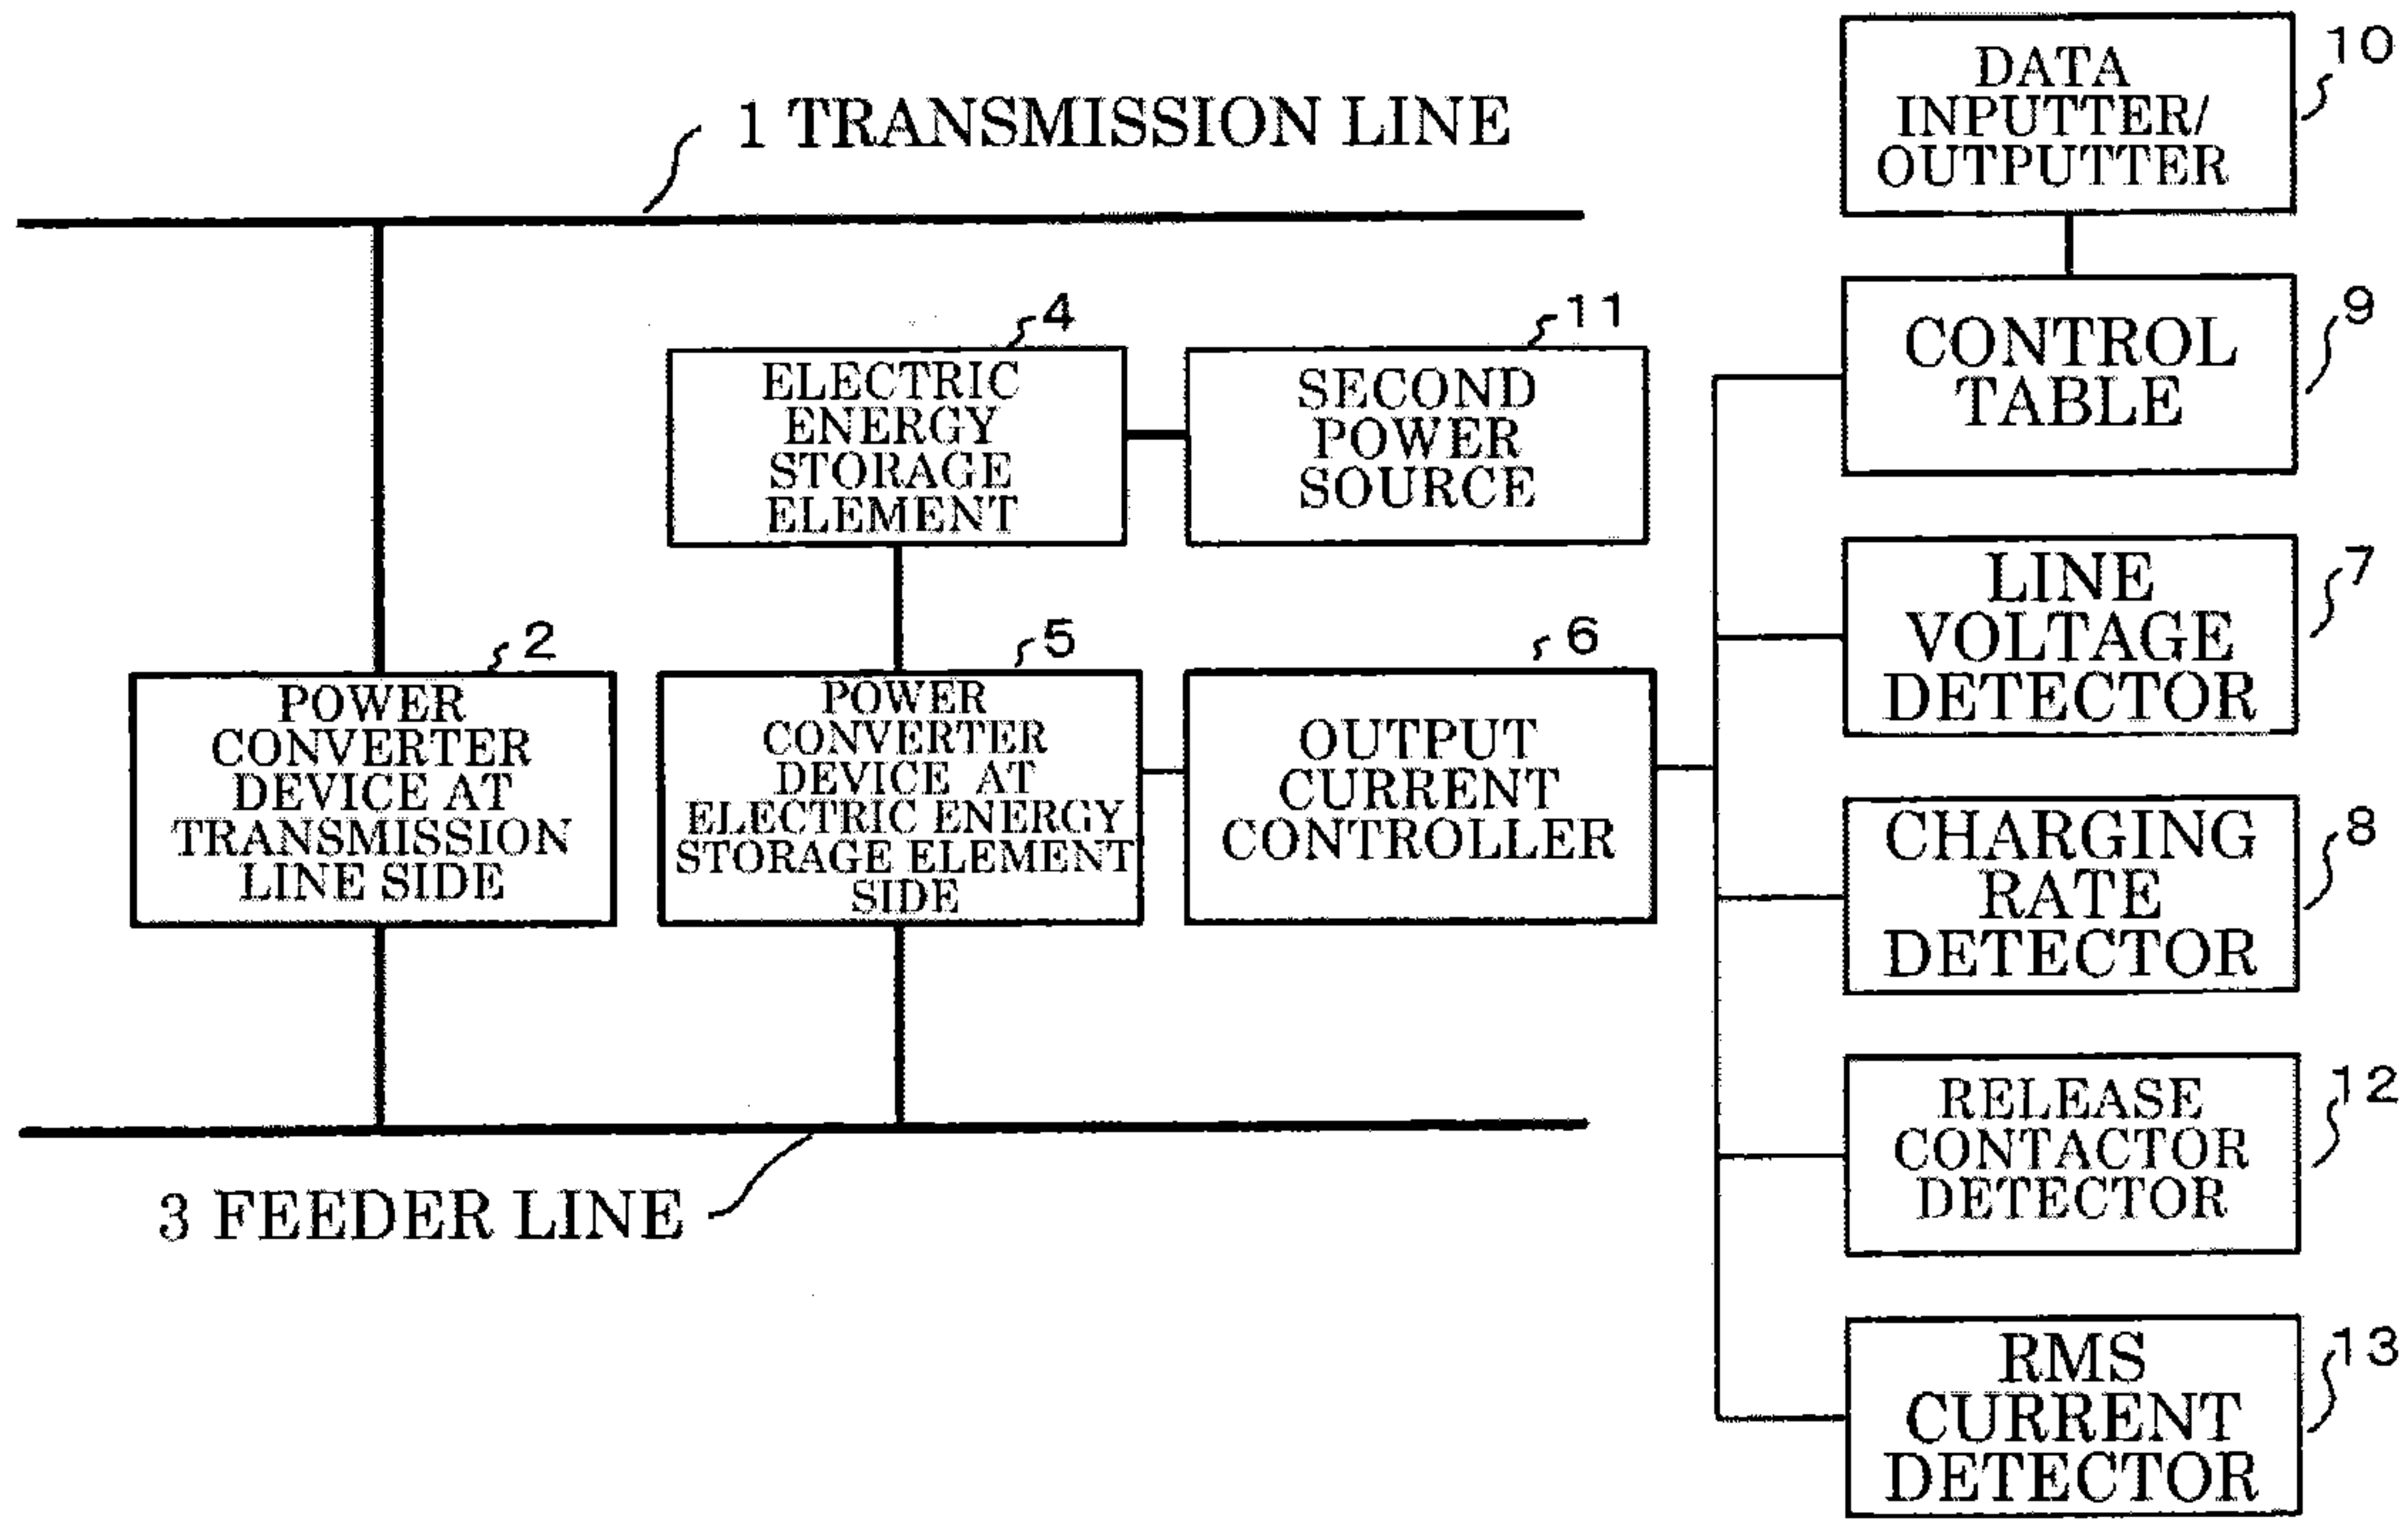 1 TRANSMISSION LINE
10
DATA
INPUTTER/
OUTPUTTER
9
CONTROL
TABLE
4
ELECTRIC
ENERGY
STORAGE
ELEMENT
11
SECOND
POWER
SOURCE
7
LINE
VOLTAGE
DETECTOR
2
POWER
CONVERTER
DEVICE AT
TRANSMISSION
LINE SIDE
5
POWER
CONVERTER
DEVICE AT
ELECTRIC ENERGY
STORAGE ELEMENT
SIDE
6
OUTPUT
CURRENT
CONTROLLER
8
CHARGING
RATE
DETECTOR
12
RELEASE
CONTACTOR
DETECTOR
3 FEEDER LINE
13
RMS
CURRENT
DETECTOR